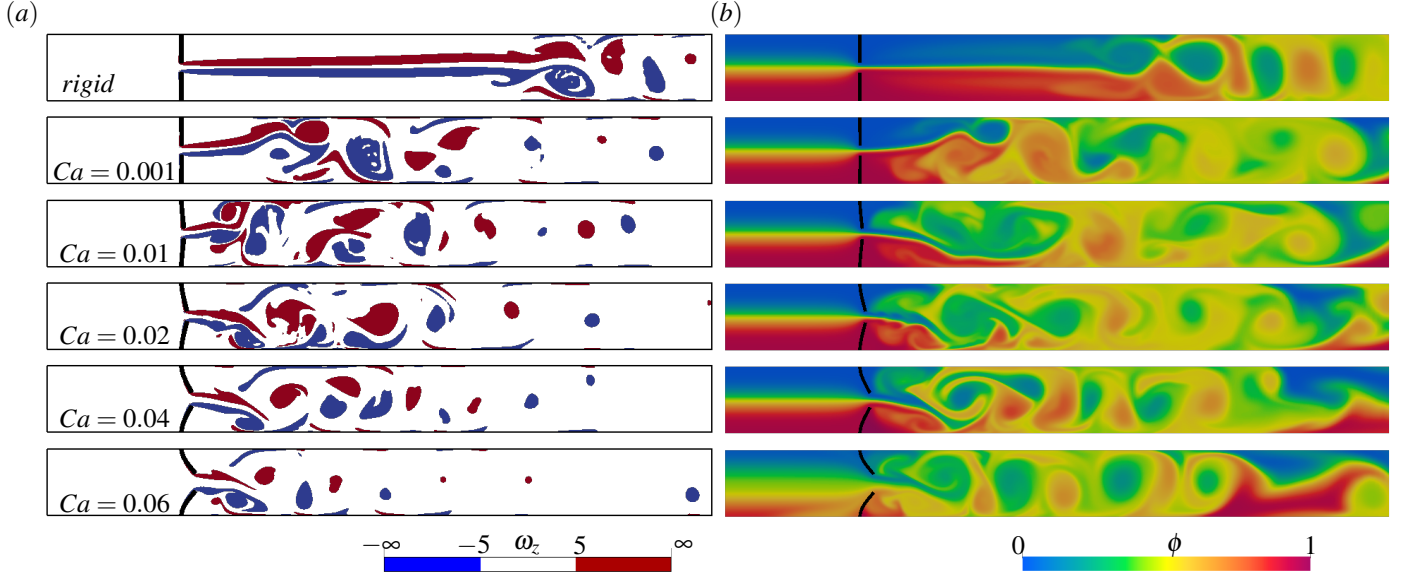 (a) (b)
rigid
Ca = 0.001
Ca = 0.01
Ca = 0.02
Ca = 0.04
Ca = 0.06
−∞ −5 ω_z 5 ∞
0 ϕ 1